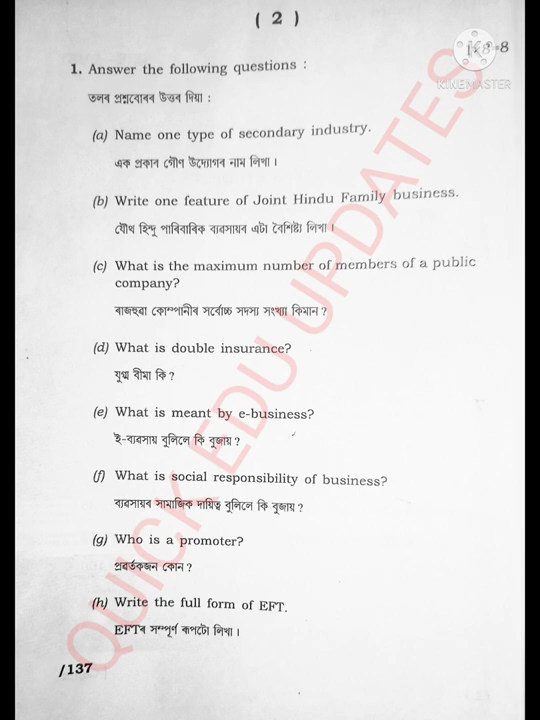 ( 2 )
1×8=8
KINEMASTER
1. Answer the following questions :
তলৰ প্ৰশ্নবোৰৰ উত্তৰ দিয়া :
(a) Name one type of secondary industry.
এক প্ৰকাৰ গৌণ উদ্যোগৰ নাম লিখা ।
(b) Write one feature of Joint Hindu Family business.
যৌথ হিন্দু পাৰিবাৰিক ব্যৱসায়ৰ এটা বৈশিষ্ট্য লিখা ।
(c) What is the maximum number of members of a public
company?
ৰাজহুৱা কোম্পানীৰ সৰ্বোচ্চ সদস্য সংখ্যা কিমান ?
(d) What is double insurance?
যুগ্ম বীমা কি ?
(e) What is meant by e-business?
ই-ব্যৱসায় বুলিলে কি বুজায় ?
(f) What is social responsibility of business?
ব্যৱসায়ৰ সামাজিক দায়িত্ব বুলিলে কি বুজায় ?
(g) Who is a promoter?
প্ৰৱৰ্তকজন কোন ?
(h) Write the full form of EFT.
EFTৰ সম্পূৰ্ণ ৰূপটো লিখা ।
/137
QUICK EDU UPDATES